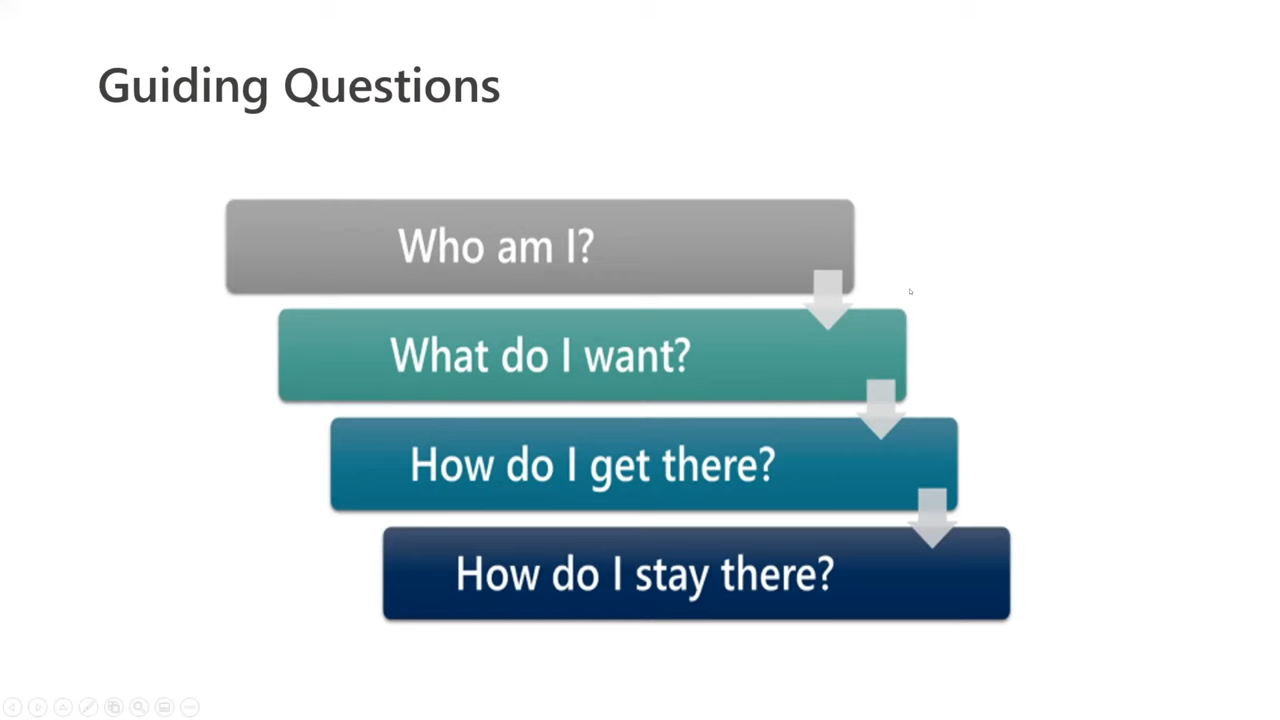 Guiding Questions
Who am I?
What do I want?
How do I get there?
How do I stay there?